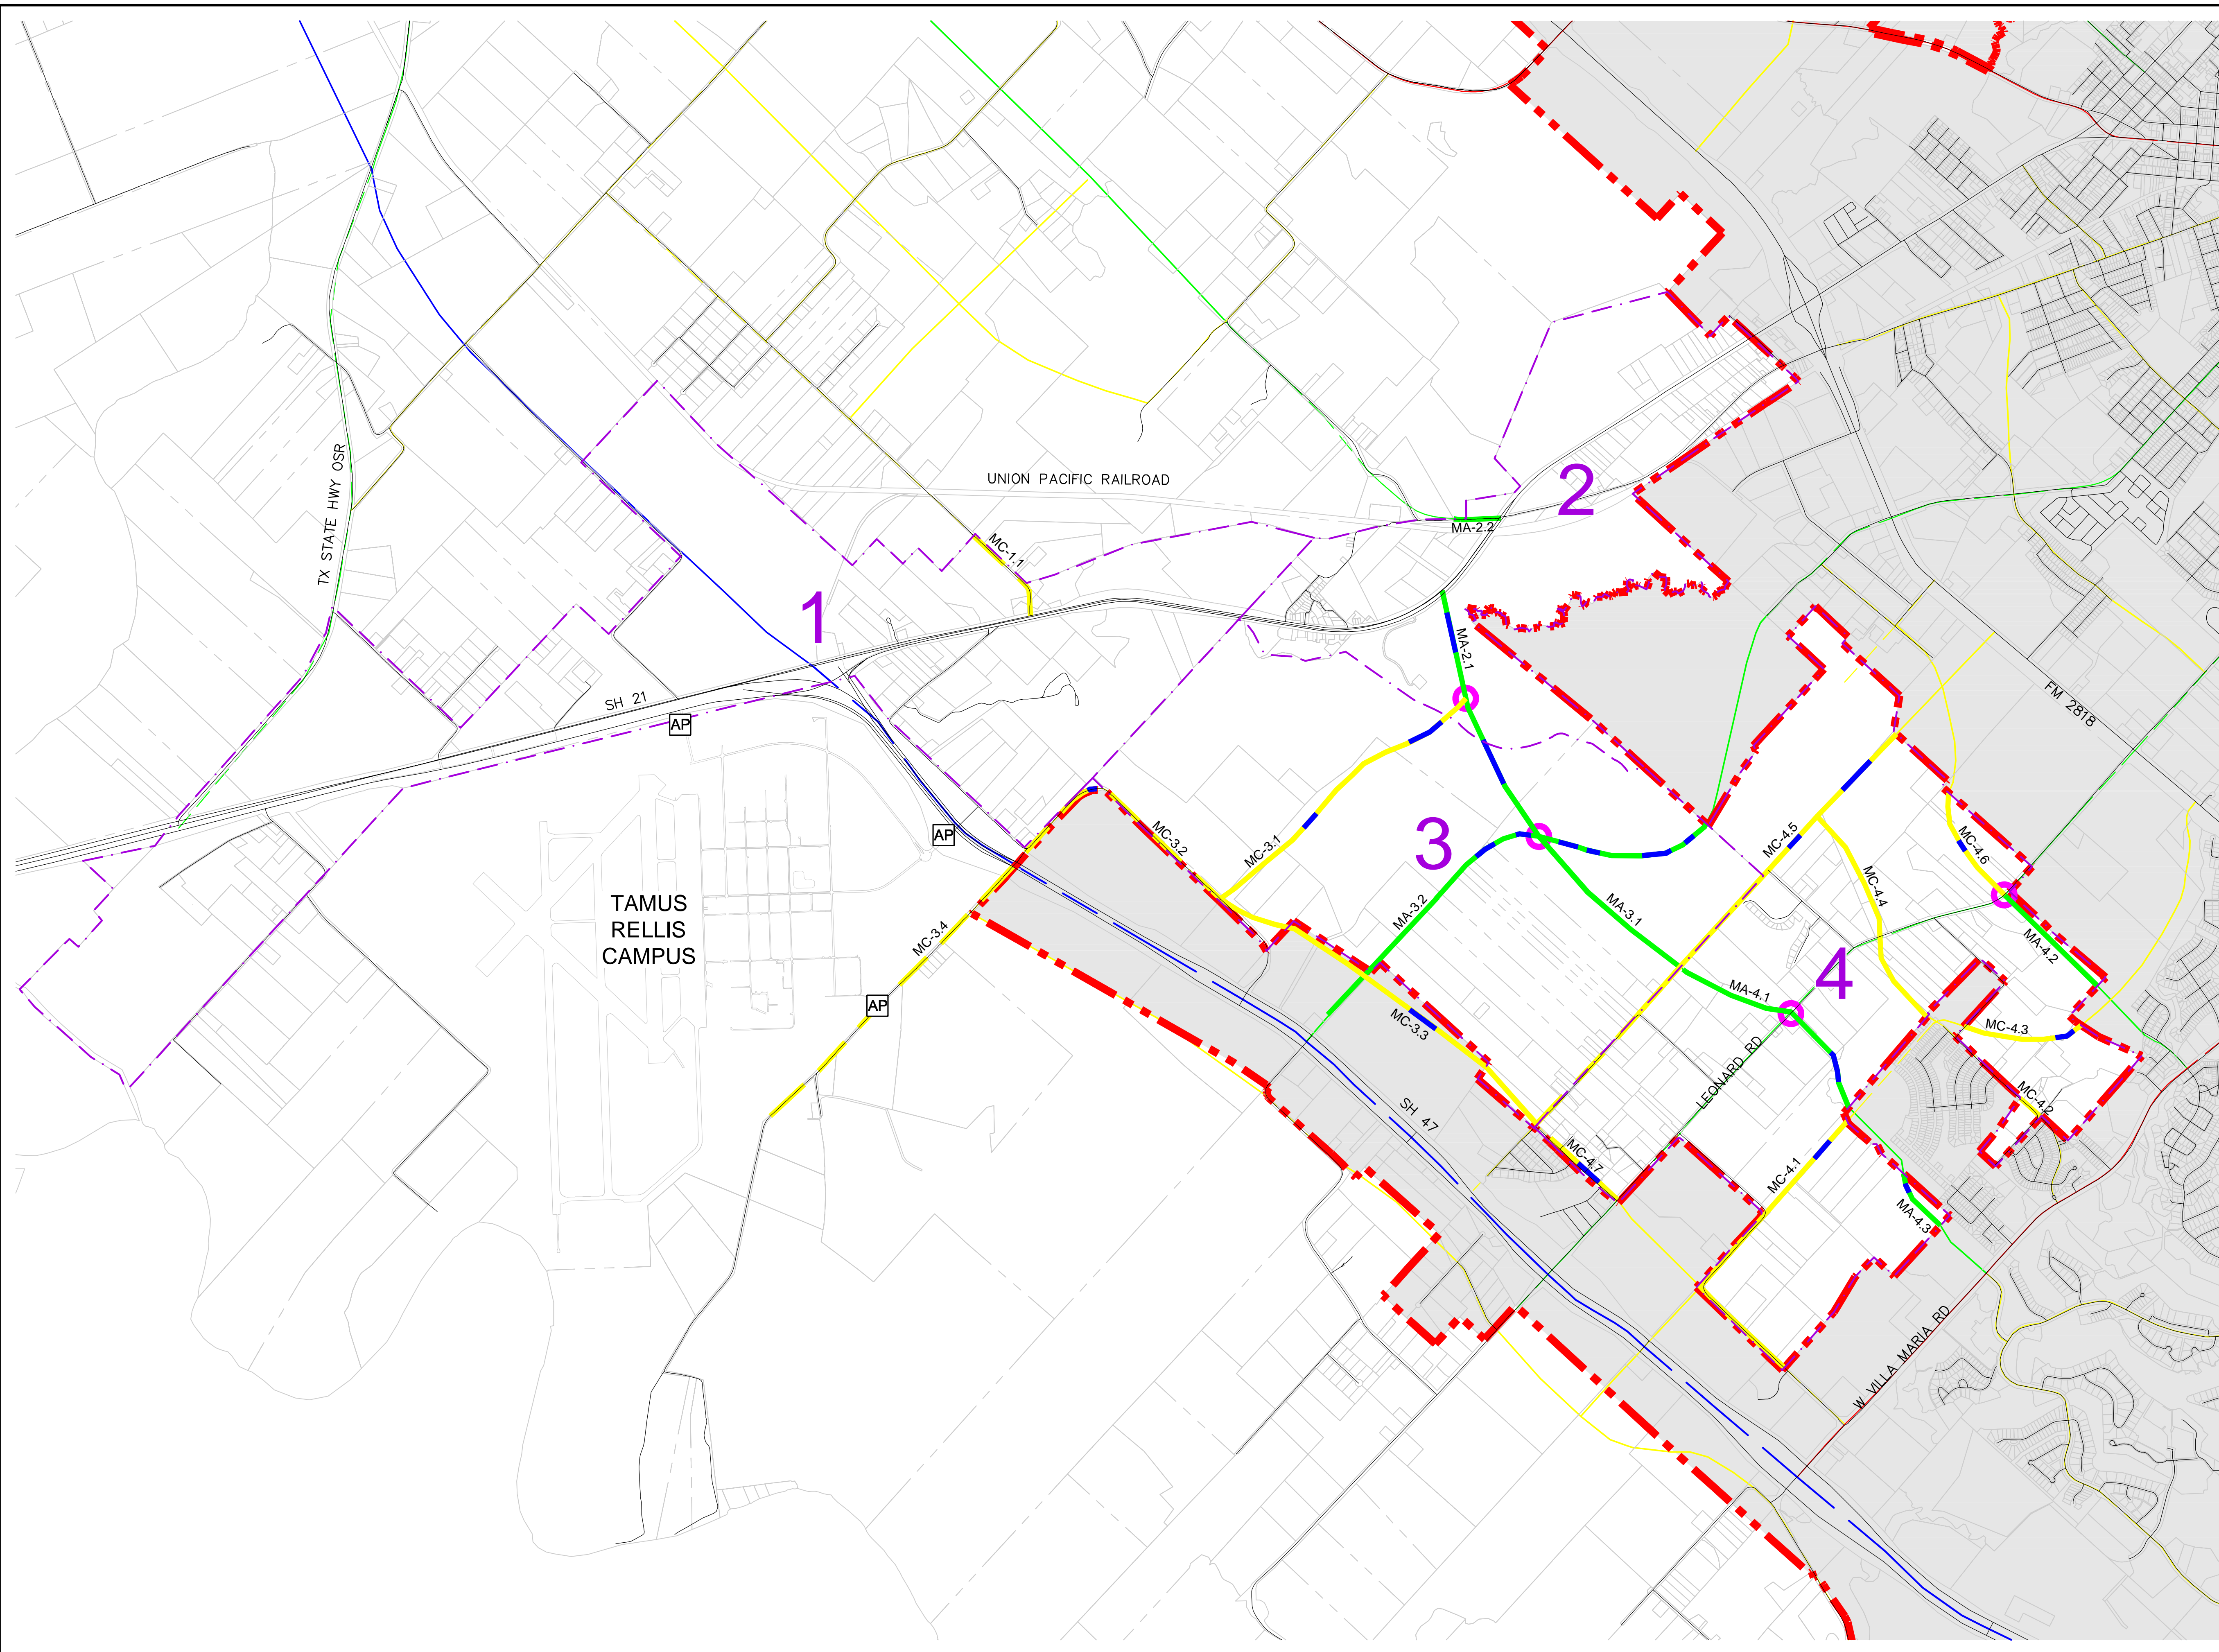 UNION PACIFIC RAILROAD
2
TX STATE HWY OSR
MA-2.2
MC-1.1
1
MA-2.1
SH 21
AP
FM 2818
AP
MC-3.2
MC-3.1
3
MC-4.5
MC-4.6
MC-4.4
TAMUS
RELLIS
CAMPUS
MC-3.4
MA-3.2
MA-3.1
MA-4.2
4
AP
MA-4.1
MC-3.3
MC-4.3
LEONARD RD
SH 47
MC-4.2
MC-4.7
MC-4.1
MA-4.3
W VILLA MARIA RD